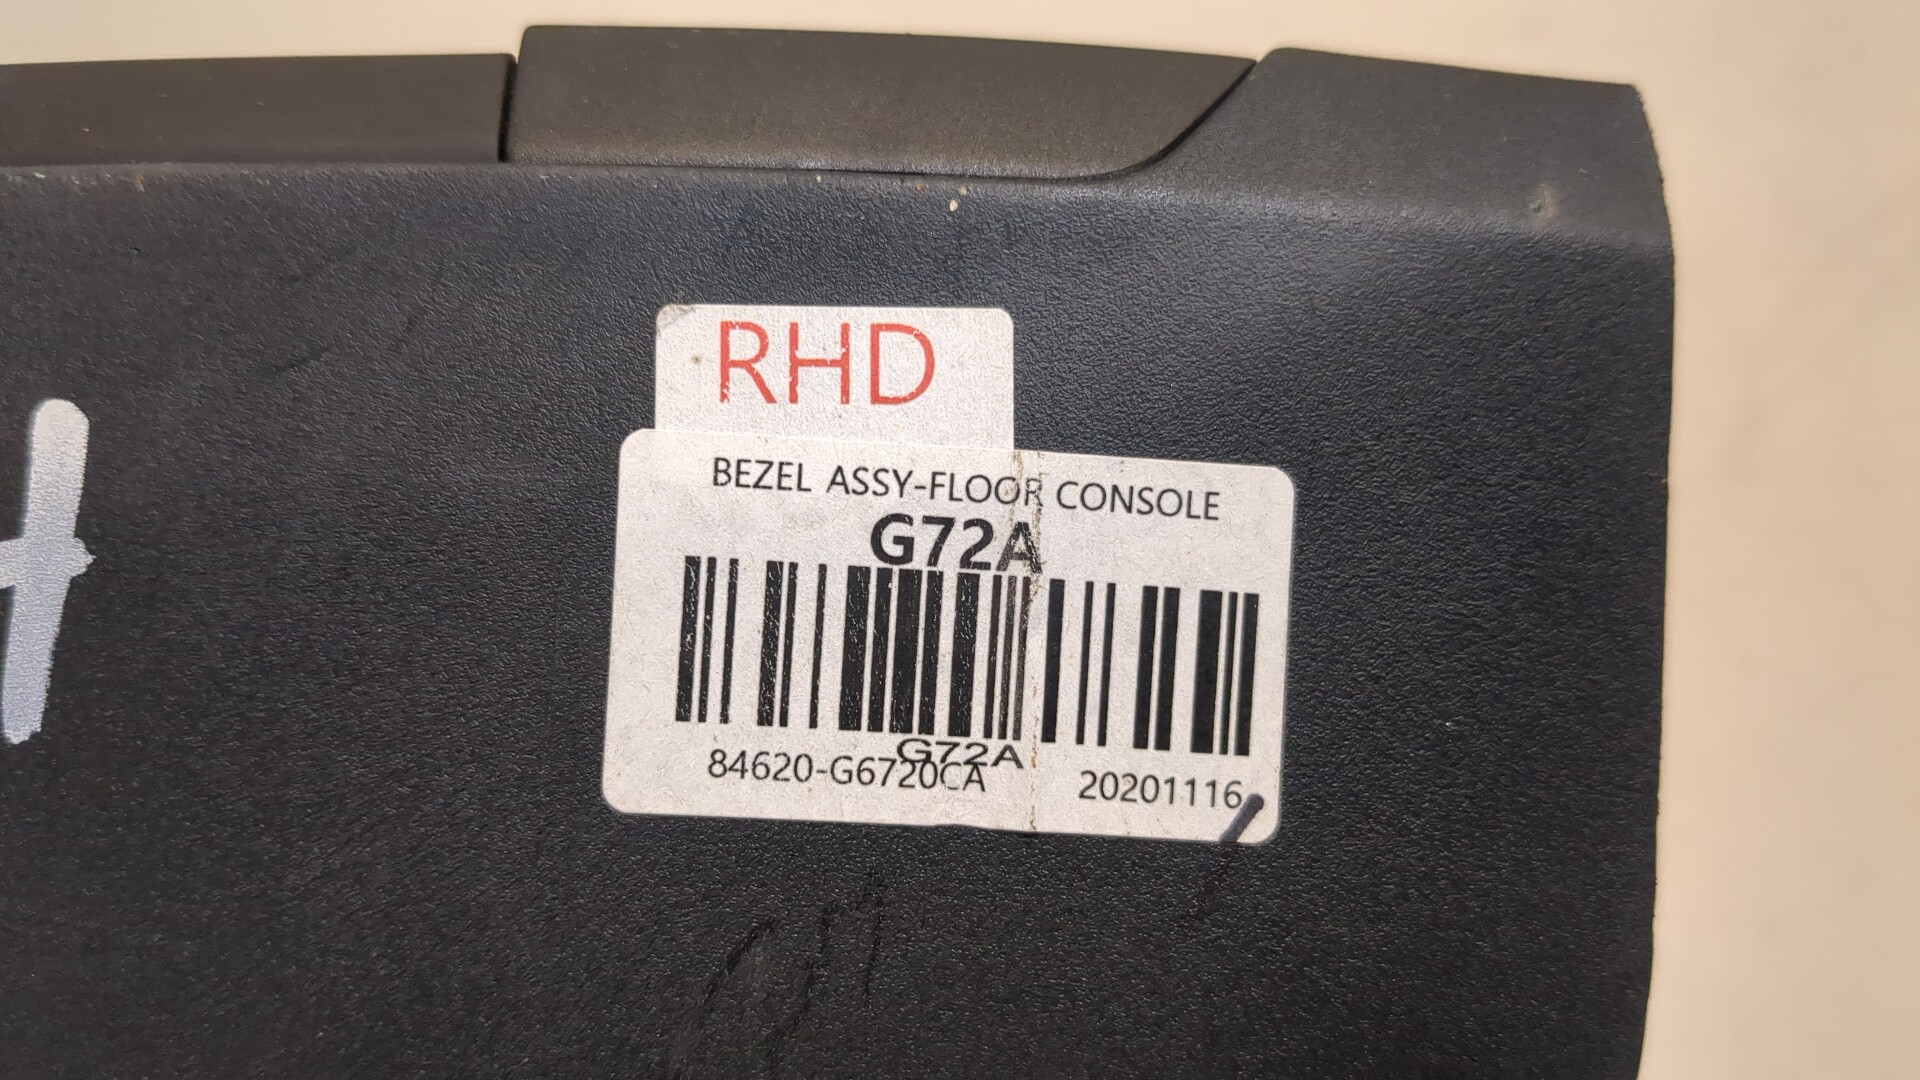 RHD
BEZEL ASSY-FLOOR CONSOLE
G72A
G72A
84620-G6720CA
20201116